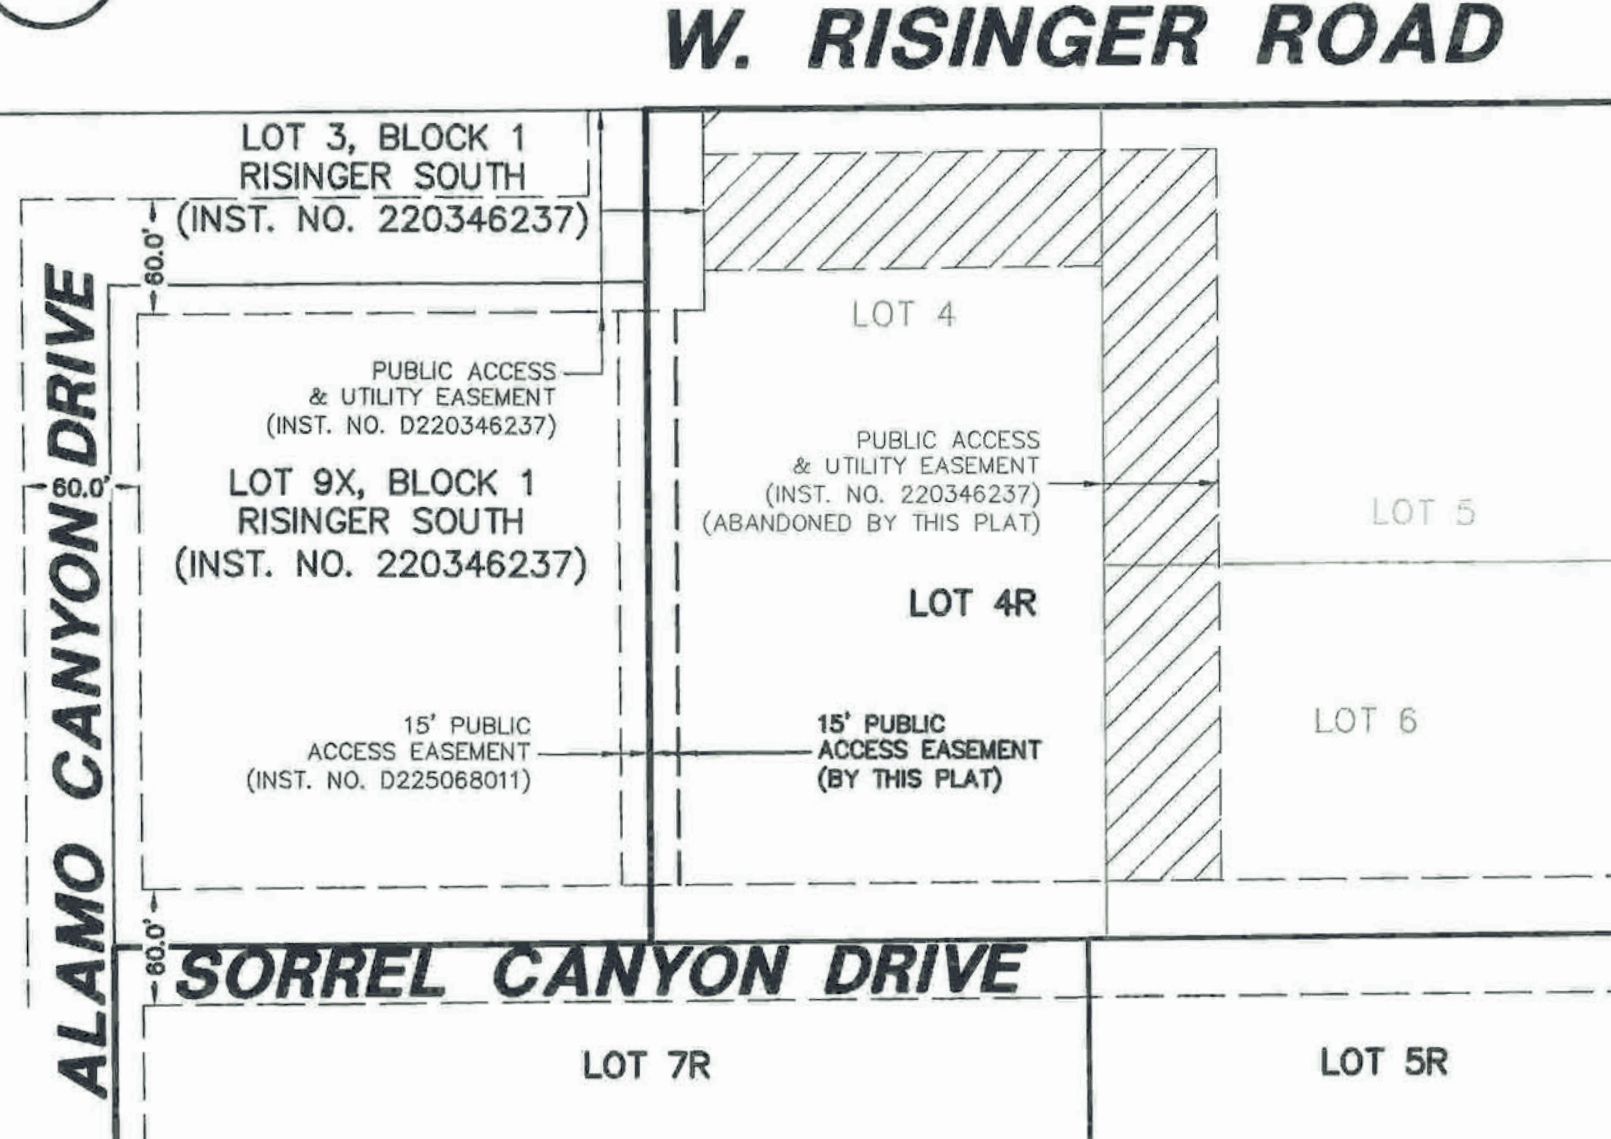 W. RISINGER ROAD
LOT 3, BLOCK 1
RISINGER SOUTH
(INST. NO. 220346237)
60.0'
LOT 4
PUBLIC ACCESS
& UTILITY EASEMENT
(INST. NO. D220346237)
PUBLIC ACCESS
& UTILITY EASEMENT
(INST. NO. 220346237)
(ABANDONED BY THIS PLAT)
60.0'
LOT 9X, BLOCK 1
RISINGER SOUTH
(INST. NO. 220346237)
LOT 5
LOT 4R
15' PUBLIC
ACCESS EASEMENT
(INST. NO. D225068011)
15' PUBLIC
ACCESS EASEMENT
(BY THIS PLAT)
LOT 6
ALAMO CANYON DRIVE
60.0'
SORREL CANYON DRIVE
LOT 7R
LOT 5R